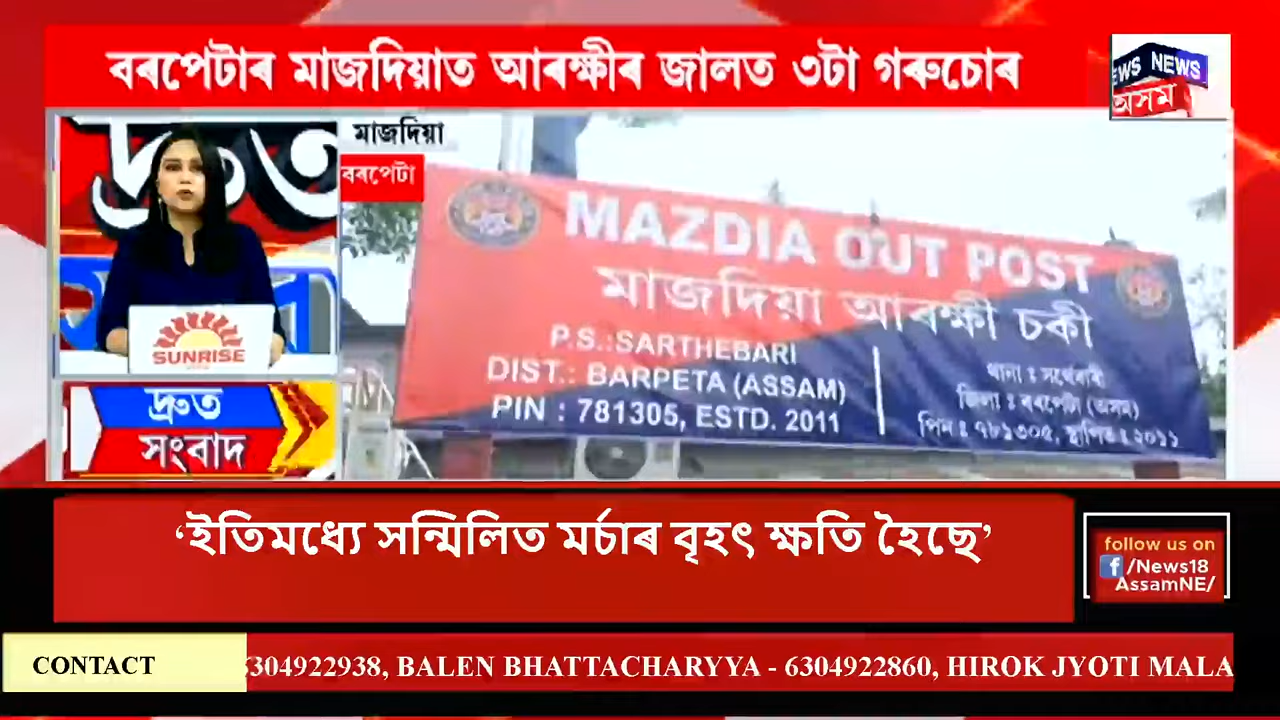 বৰপেটাৰ মাজদিয়াত আৰক্ষীৰ জালত ৩টা গৰুচোৰ
EWS NEWS
অসম
দ্ৰুত
মাজদিয়া
বৰপেটা
MAZDIA OUT POST
মাজদিয়া আৰক্ষী চকী
P.S.:SARTHEBARI
DIST.: BARPETA (ASSAM)
PIN : 781305, ESTD. 2011
থানা : সৰ্থেবাৰী
জিলা : বৰপেটা (অসম)
পিন : ৭৮১৩০৫, স্থাপিত : ২০১১
SUNRISE
দ্ৰুত
সংবাদ
‘ইতিমধ্যে সন্মিলিত মৰ্চাৰ বৃহৎ ক্ষতি হৈছে’
follow us on
/News18
AssamNE/
CONTACT
6304922938, BALEN BHATTACHARYYA - 6304922860, HIROK JYOTI MALA